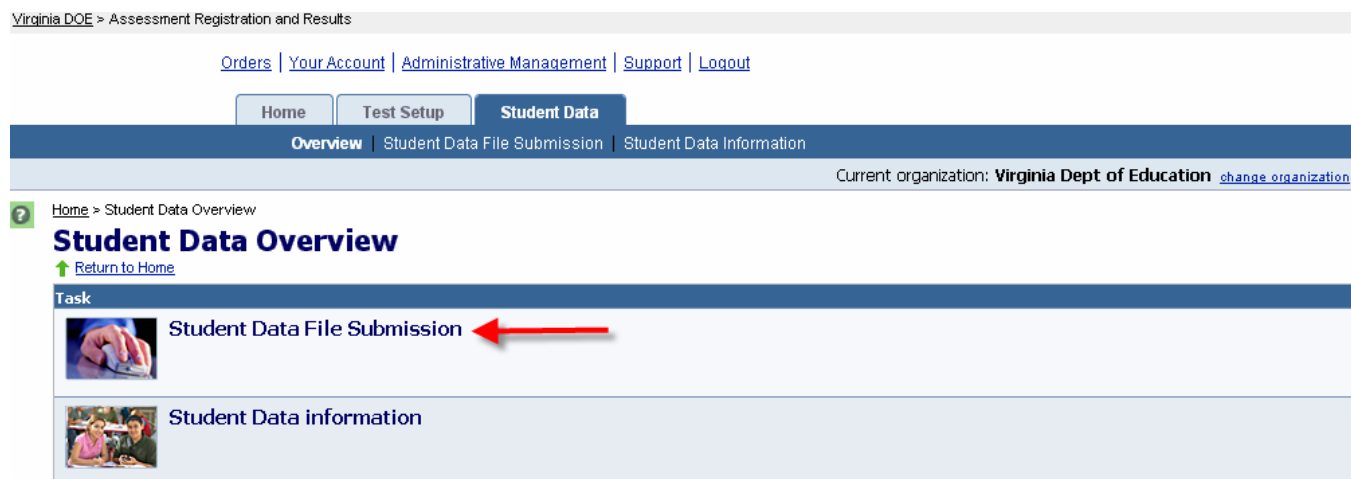 Virginia DOE > Assessment Registration and Results
Orders | Your Account | Administrative Management | Support | Logout
Home Test Setup Student Data
Overview | Student Data File Submission | Student Data Information
Current organization: Virginia Dept of Education change organization
?
Home > Student Data Overview
Student Data Overview
Return to Home
Task
Student Data File Submission
Student Data information